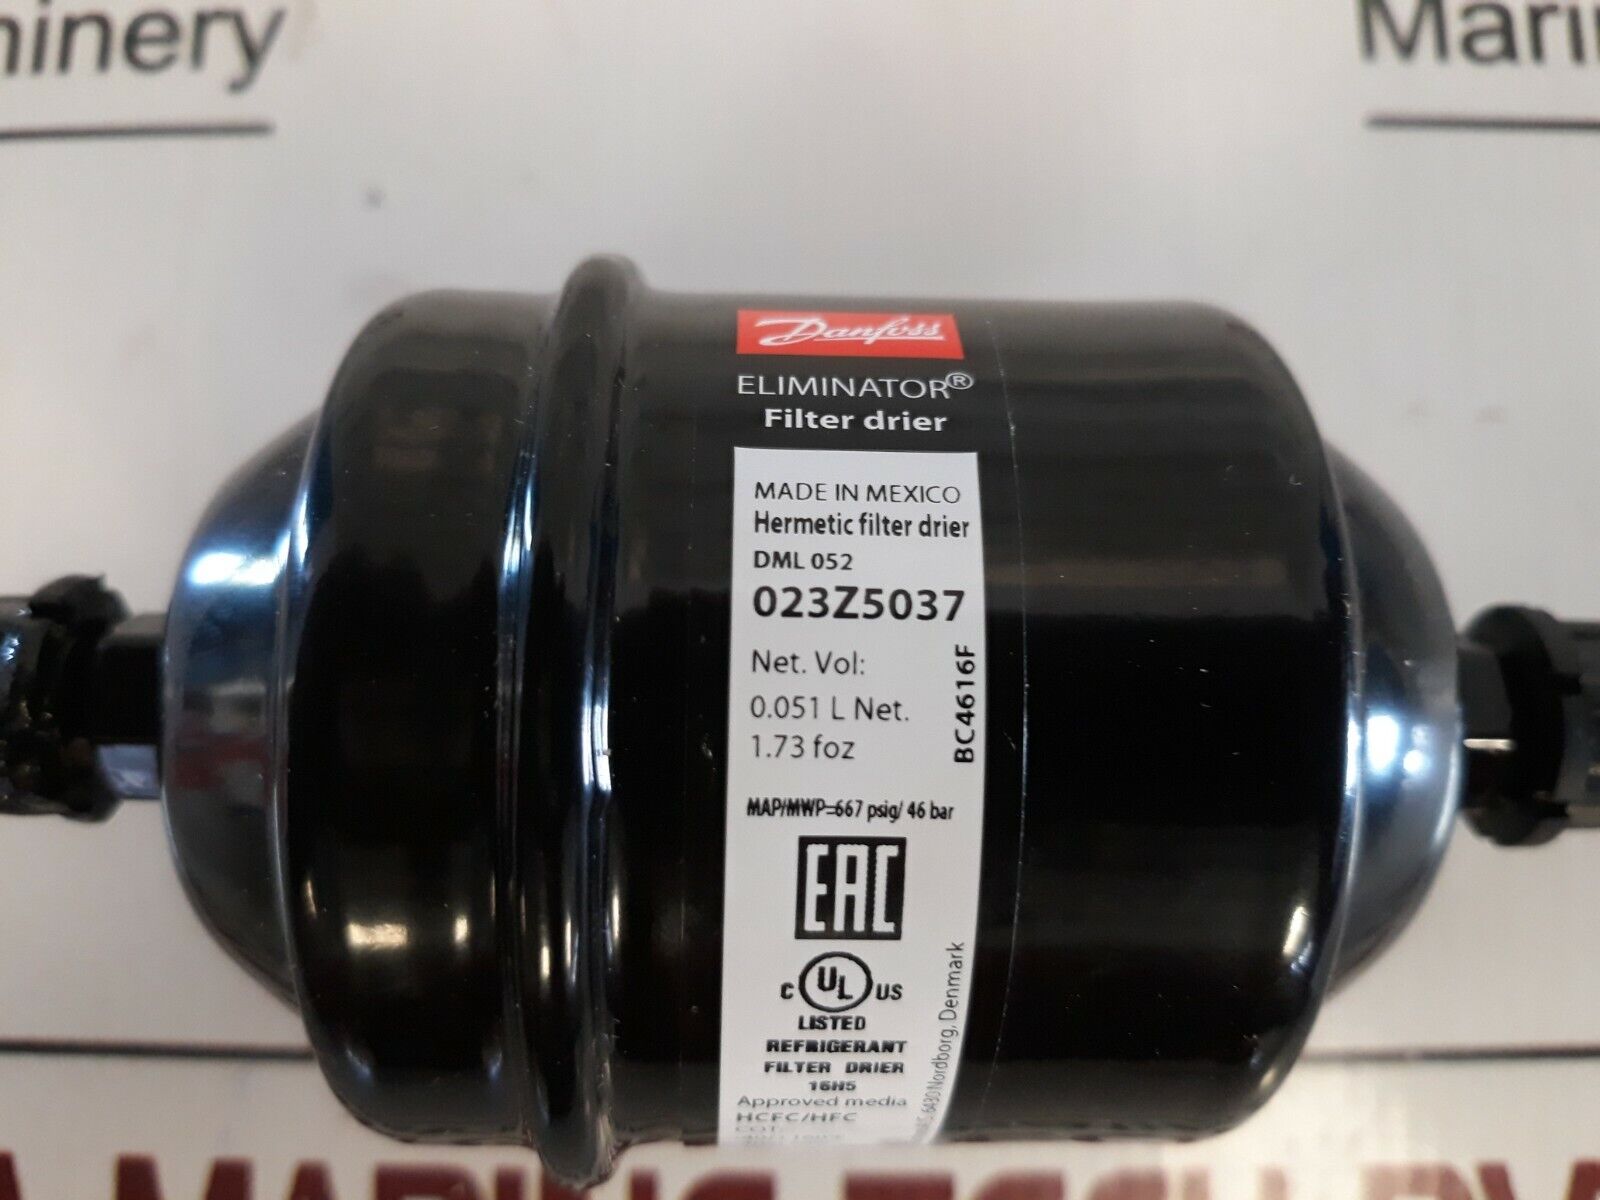 Danfoss
ELIMINATOR®
Filter drier
MADE IN MEXICO
Hermetic filter drier
DML 052
023Z5037
Net. Vol:
0.051 L Net.
1.73 foz
BC4616F
MAP/MWP=667 psig/ 46 bar
EAC
C UL US
LISTED
REFRIGERANT
FILTER DRIER
16H5
Approved media
HCFC/HFC
6430 Nordborg, Denmark